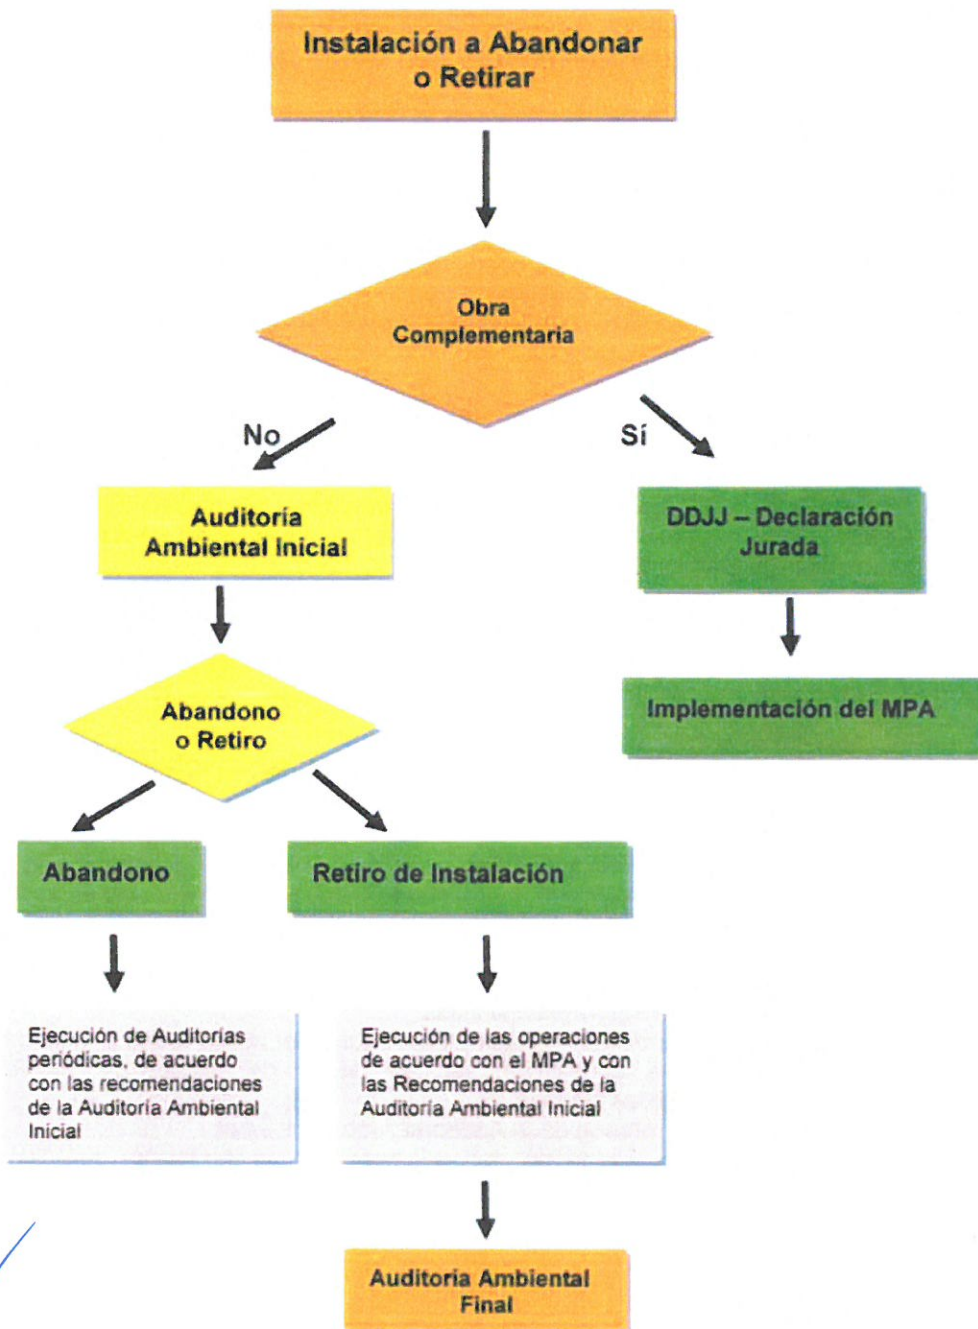 Instalación a Abandonar
o Retirar
Obra
Complementaria
No
Sí
Auditoría
Ambiental Inicial
DDJJ – Declaración
Jurada
Abandono
o Retiro
Implementación del MPA
Abandono
Retiro de Instalación
Ejecución de Auditorías
periódicas, de acuerdo
con las recomendaciones
de la Auditoría Ambiental
Inicial
Ejecución de las operaciones
de acuerdo con el MPA y con
las Recomendaciones de la
Auditoría Ambiental Inicial
Auditoría Ambiental
Final